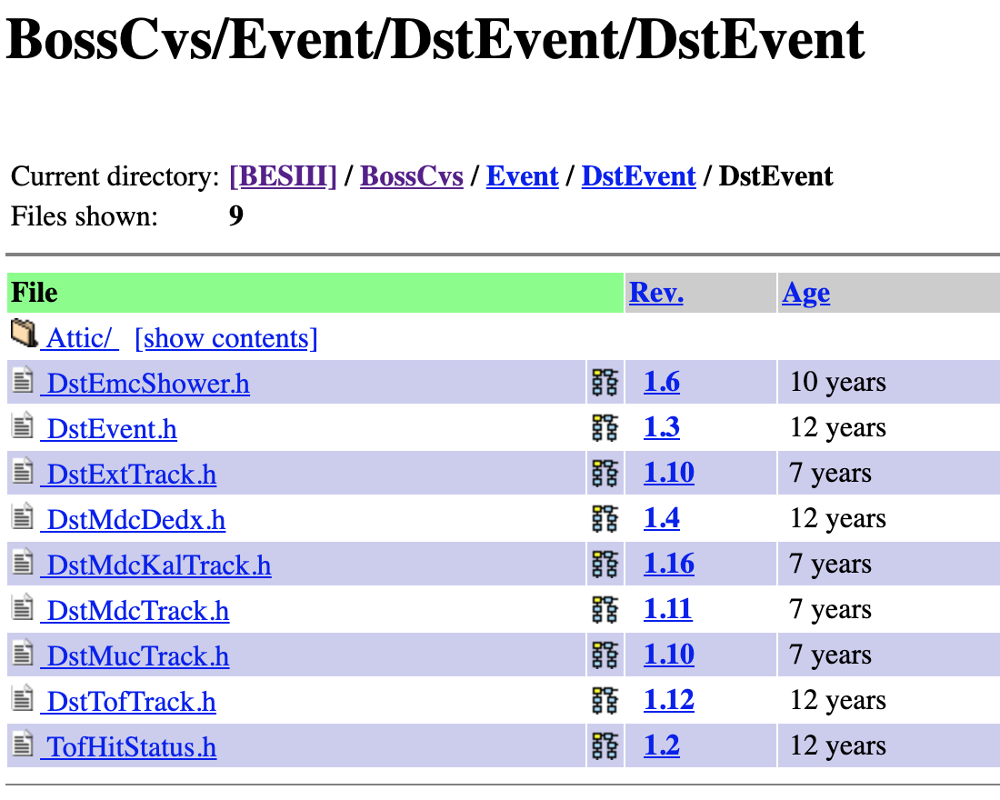 BossCvs/Event/DstEvent/DstEvent
Current directory: [BESIII] / BossCvs / Event / DstEvent / DstEvent
Files shown: 9
File Rev. Age
Attic/ [show contents]
DstEmcShower.h 1.6 10 years
DstEvent.h 1.3 12 years
DstExtTrack.h 1.10 7 years
DstMdcDedx.h 1.4 12 years
DstMdcKalTrack.h 1.16 7 years
DstMdcTrack.h 1.11 7 years
DstMucTrack.h 1.10 7 years
DstTofTrack.h 1.12 12 years
TofHitStatus.h 1.2 12 years